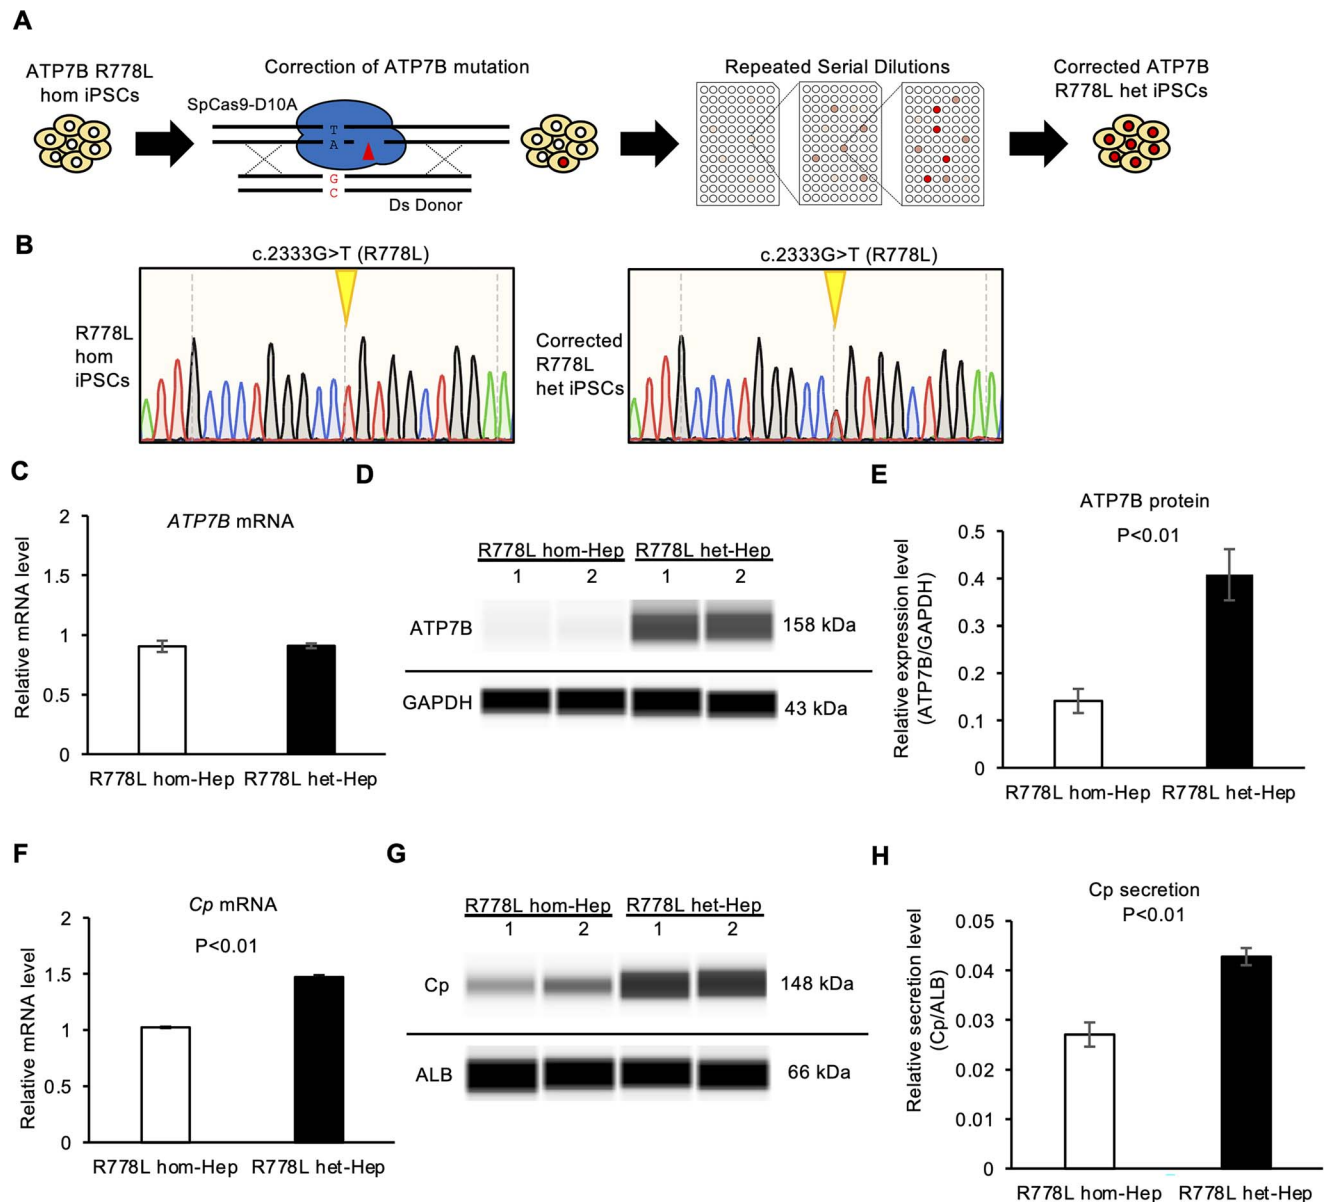 A
ATP7B R778L
hom iPSCs
Correction of ATP7B mutation
SpCas9-D10A
T
A
G
C
Ds Donor
Repeated Serial Dilutions
Corrected ATP7B
R778L het iPSCs
B
c.2333G>T (R778L)
R778L
hom
iPSCs
c.2333G>T (R778L)
Corrected
R778L
het iPSCs
C
ATP7B mRNA
Relative mRNA level
2
1.5
1
0.5
0
R778L hom-Hep R778L het-Hep
D
R778L hom-Hep R778L het-Hep
1 2 1 2
ATP7B 158 kDa
GAPDH 43 kDa
E
ATP7B protein
P<0.01
Relative expression level
(ATP7B/GAPDH)
0.5
0.4
0.3
0.2
0.1
0
R778L hom-Hep R778L het-Hep
F
Cp mRNA
P<0.01
Relative mRNA level
2
1.5
1
0.5
0
R778L hom-Hep R778L het-Hep
G
R778L hom-Hep R778L het-Hep
1 2 1 2
Cp 148 kDa
ALB 66 kDa
H
Cp secretion
P<0.01
Relative secretion level
(Cp/ALB)
0.05
0.04
0.03
0.02
0.01
0
R778L hom-Hep R778L het-Hep